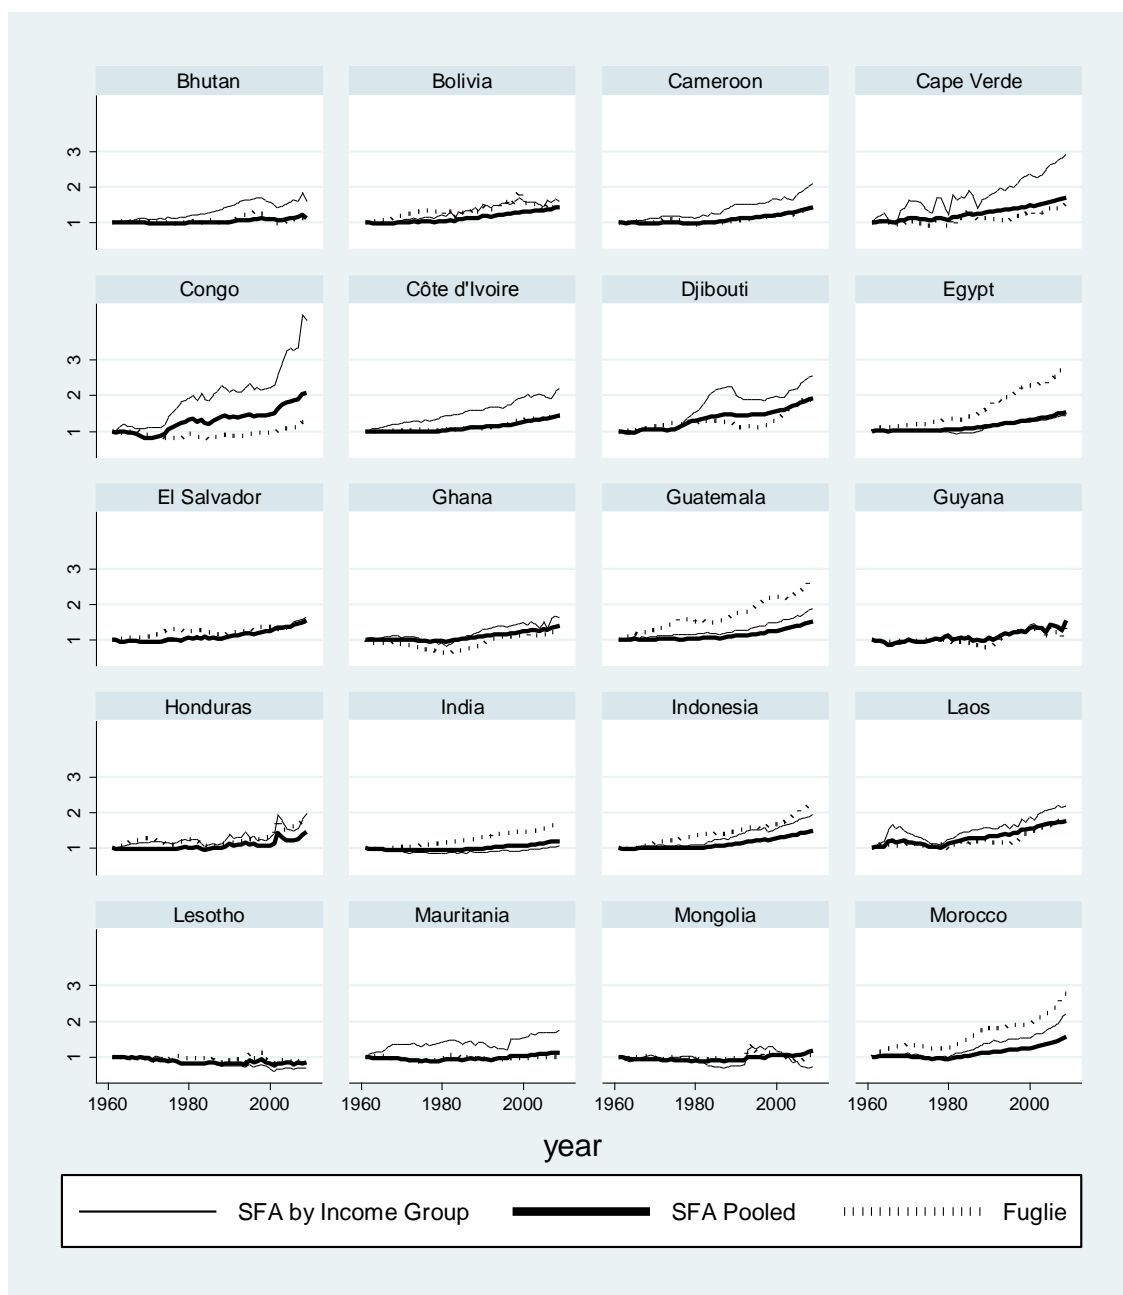 Bhutan Bolivia Cameroon Cape Verde
3
2
1
Congo Côte d'Ivoire Djibouti Egypt
3
2
1
El Salvador Ghana Guatemala Guyana
3
2
1
Honduras India Indonesia Laos
3
2
1
Lesotho Mauritania Mongolia Morocco
3
2
1
1960 1980 2000 1960 1980 2000 1960 1980 2000 1960 1980 2000
year
SFA by Income Group SFA Pooled Fuglie